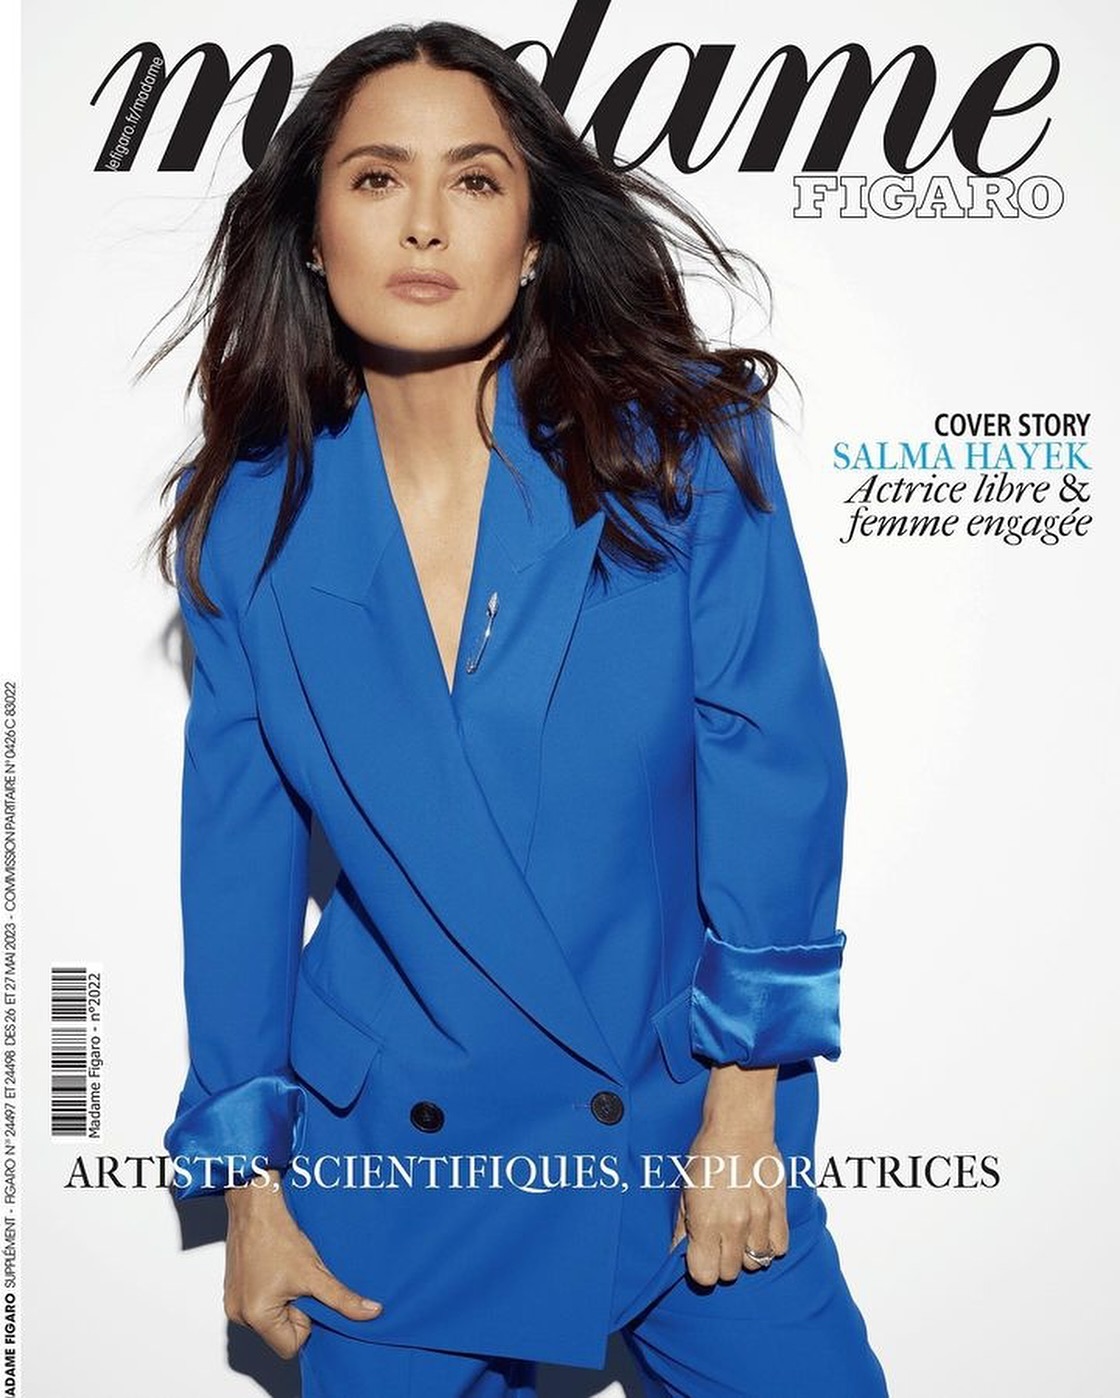 madame
lefigaro.fr/madame
FIGARO
COVER STORY
SALMA HAYEK
Actrice libre &
femme engagée
ARTISTES, SCIENTIFIQUES, EXPLORATRICES
Madame Figaro - n°2022
MADAME FIGARO SUPPLÉMENT - FIGARO N° 24497 ET 24498 DES 26 ET 27 MAI 2023 - COMMISSION PARITAIRE N° 0426 C 83022